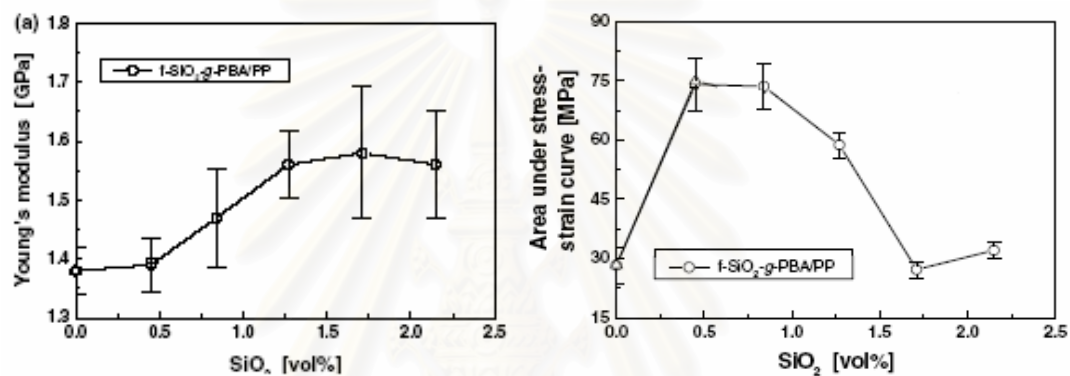 (a)
1.8
1.7
1.6
1.5
1.4
1.3
Young's modulus [GPa]
f-SiO2-g-PBA/PP
0.0 0.5 1.0 1.5 2.0 2.5
SiO2 [vol%]
90
75
60
45
30
15
Area under stress-
strain curve [MPa]
f-SiO2-g-PBA/PP
0.0 0.5 1.0 1.5 2.0 2.5
SiO2 [vol%]